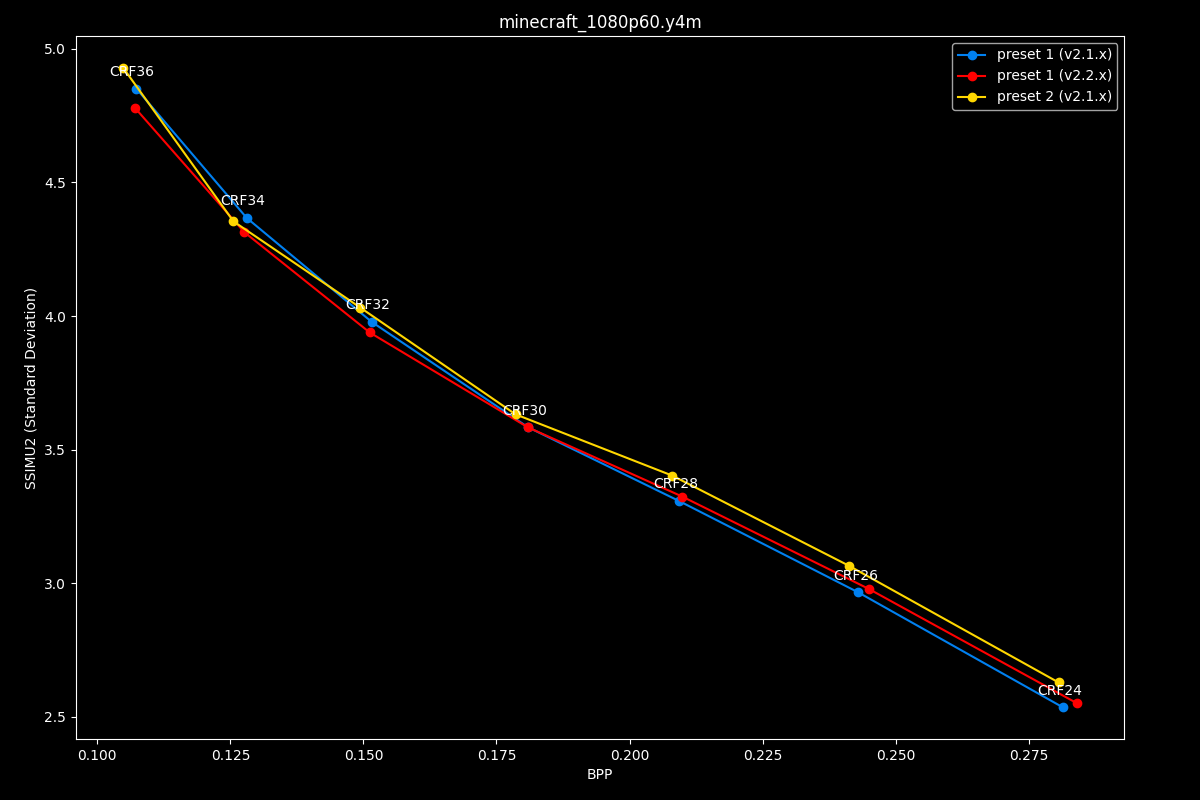 minecraft_1080p60.y4m
preset 1 (v2.1.x)
preset 1 (v2.2.x)
preset 2 (v2.1.x)
SSIMU2 (Standard Deviation)
5.0
4.5
4.0
3.5
3.0
2.5
CRF36
CRF34
CRF32
CRF30
CRF28
CRF26
CRF24
0.100
0.125
0.150
0.175
0.200
0.225
0.250
0.275
BPP